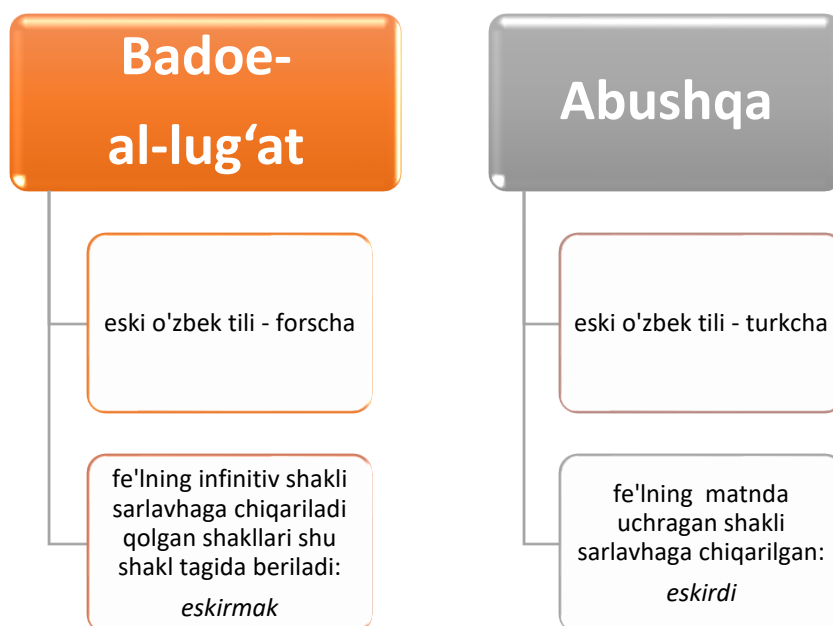 Badoe-
al-lug‘at
eski o'zbek tili - forscha
fe'lning infinitiv shakli
sarlavhaga chiqariladi
qolgan shakllari shu
shakl tagida beriladi:
eskirmak
Abushqa
eski o'zbek tili - turkcha
fe'lning matnda
uchragan shakli
sarlavhaga chiqarilgan:
eskirdi